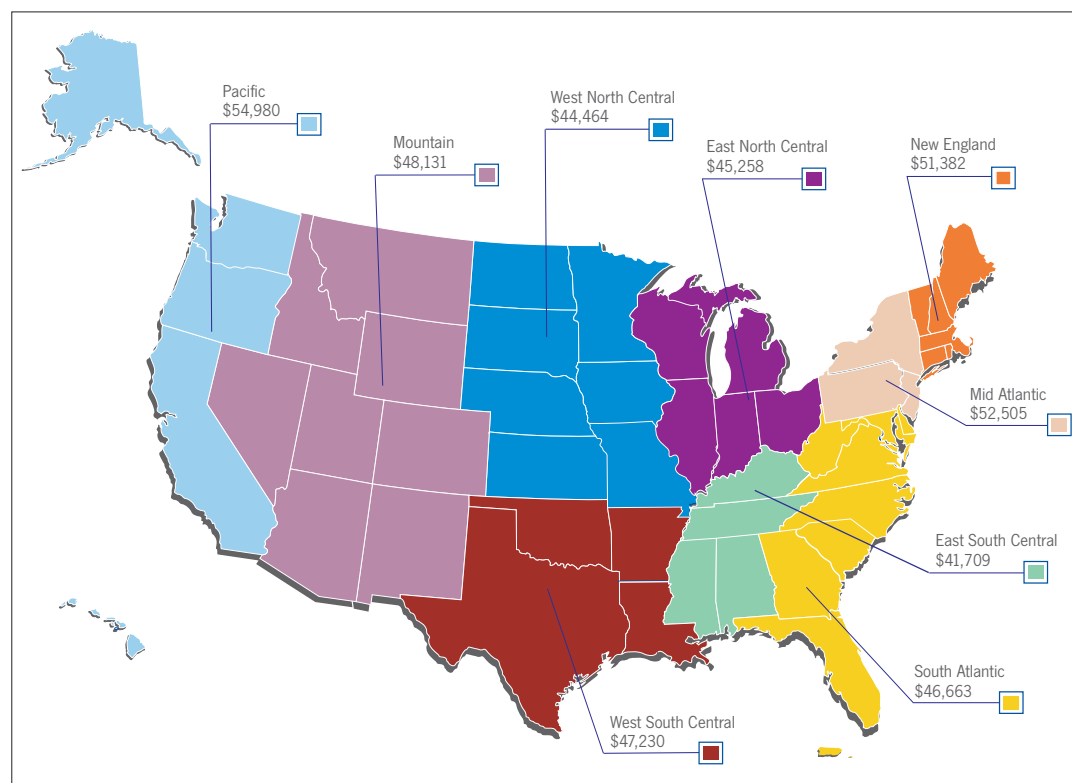 Pacific
$54,980
West North Central
$44,464
Mountain
$48,131
East North Central
$45,258
New England
$51,382
Mid Atlantic
$52,505
East South Central
$41,709
South Atlantic
$46,663
West South Central
$47,230